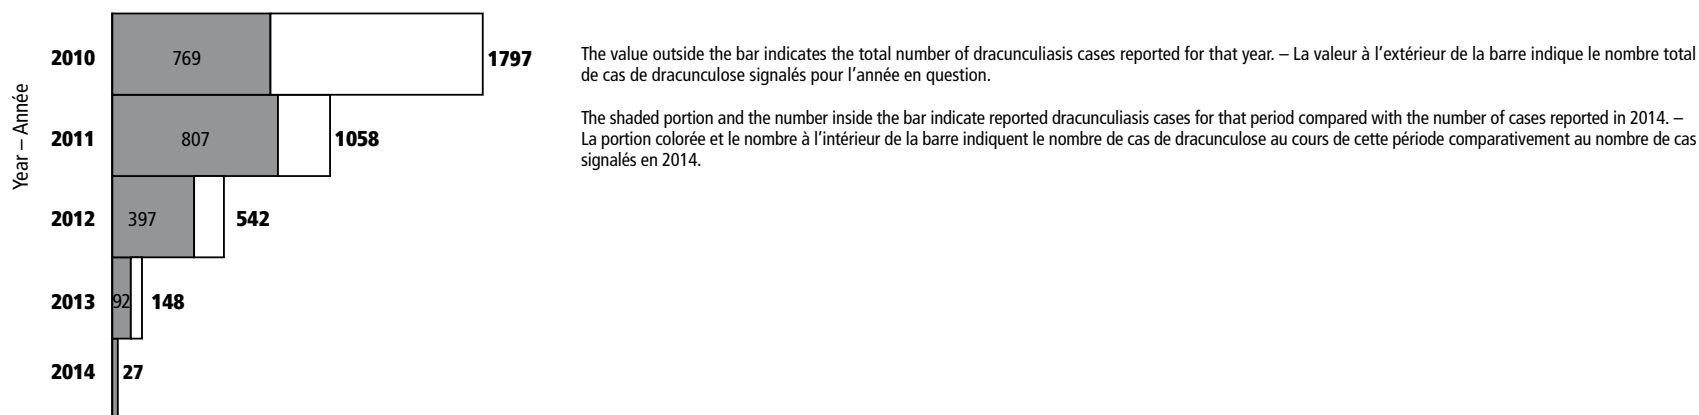 Year – Année
2010 769 1797
2011 807 1058
2012 397 542
2013 92 148
2014 27
The value outside the bar indicates the total number of dracunculiasis cases reported for that year. – La valeur à l’extérieur de la barre indique le nombre total
de cas de dracunculose signalés pour l’année en question.
The shaded portion and the number inside the bar indicate reported dracunculiasis cases for that period compared with the number of cases reported in 2014. –
La portion colorée et le nombre à l’intérieur de la barre indiquent le nombre de cas de dracunculose au cours de cette période comparativement au nombre de cas
signalés en 2014.